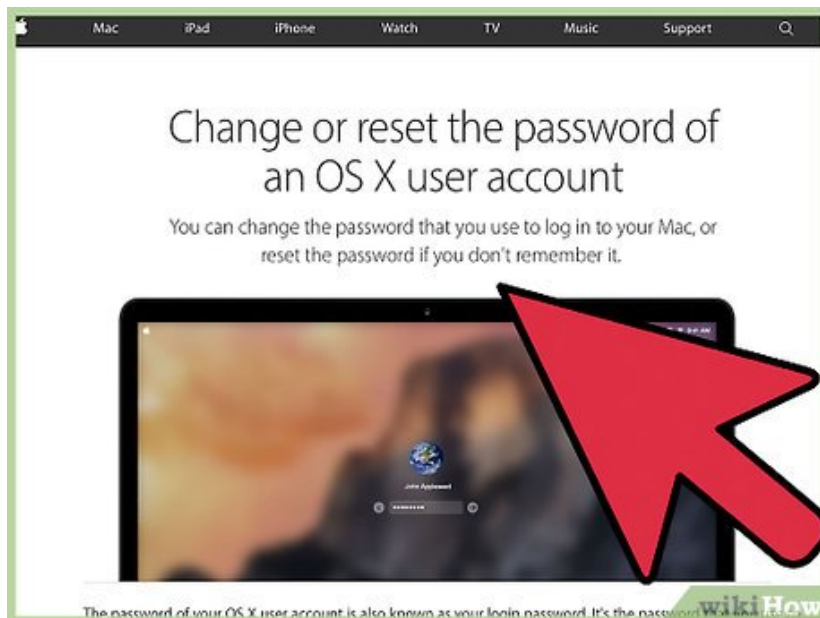 Mac iPad iPhone Watch TV Music Support
Change or reset the password of
an OS X user account
You can change the password that you use to log in to your Mac, or
reset the password if you don't remember it.
9:41 AM
John Appleseed
The password of your OS X user account is also known as your login password. It's the password
wikiHow